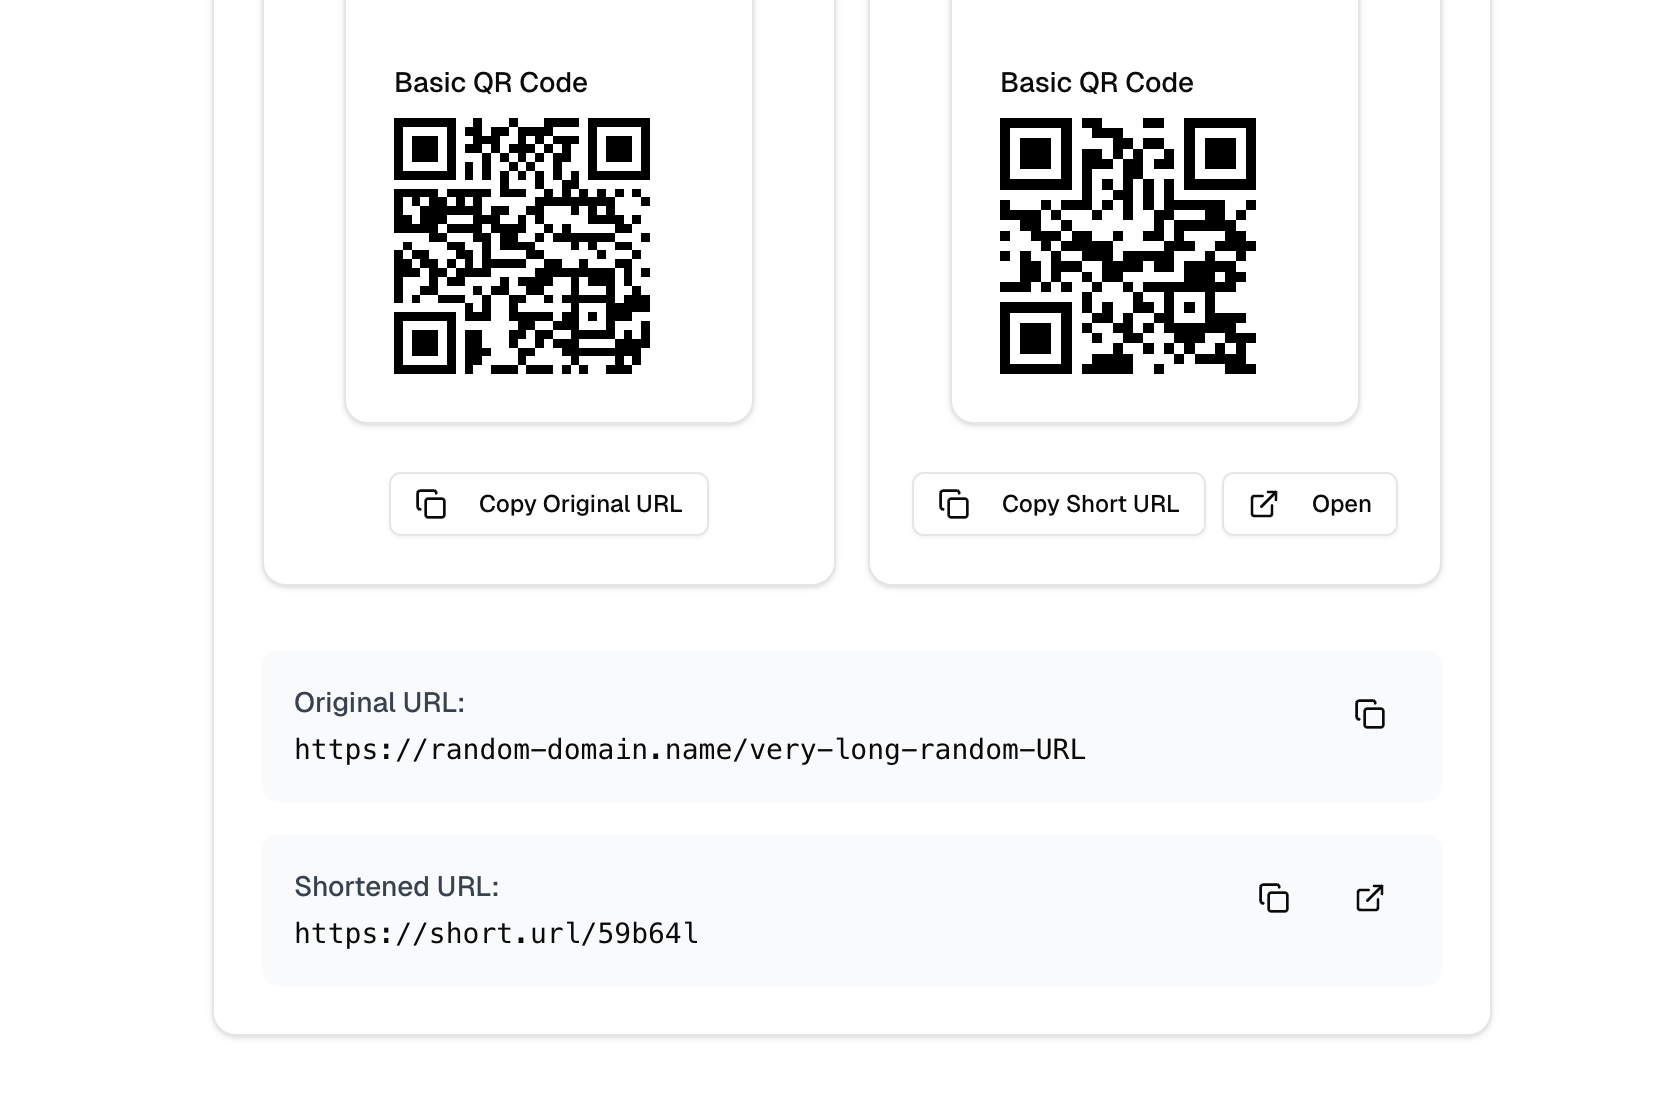 Basic QR Code
Basic QR Code
Copy Original URL
Copy Short URL
Open
Original URL:
https://random-domain.name/very-long-random-URL
Shortened URL:
https://short.url/59b64l